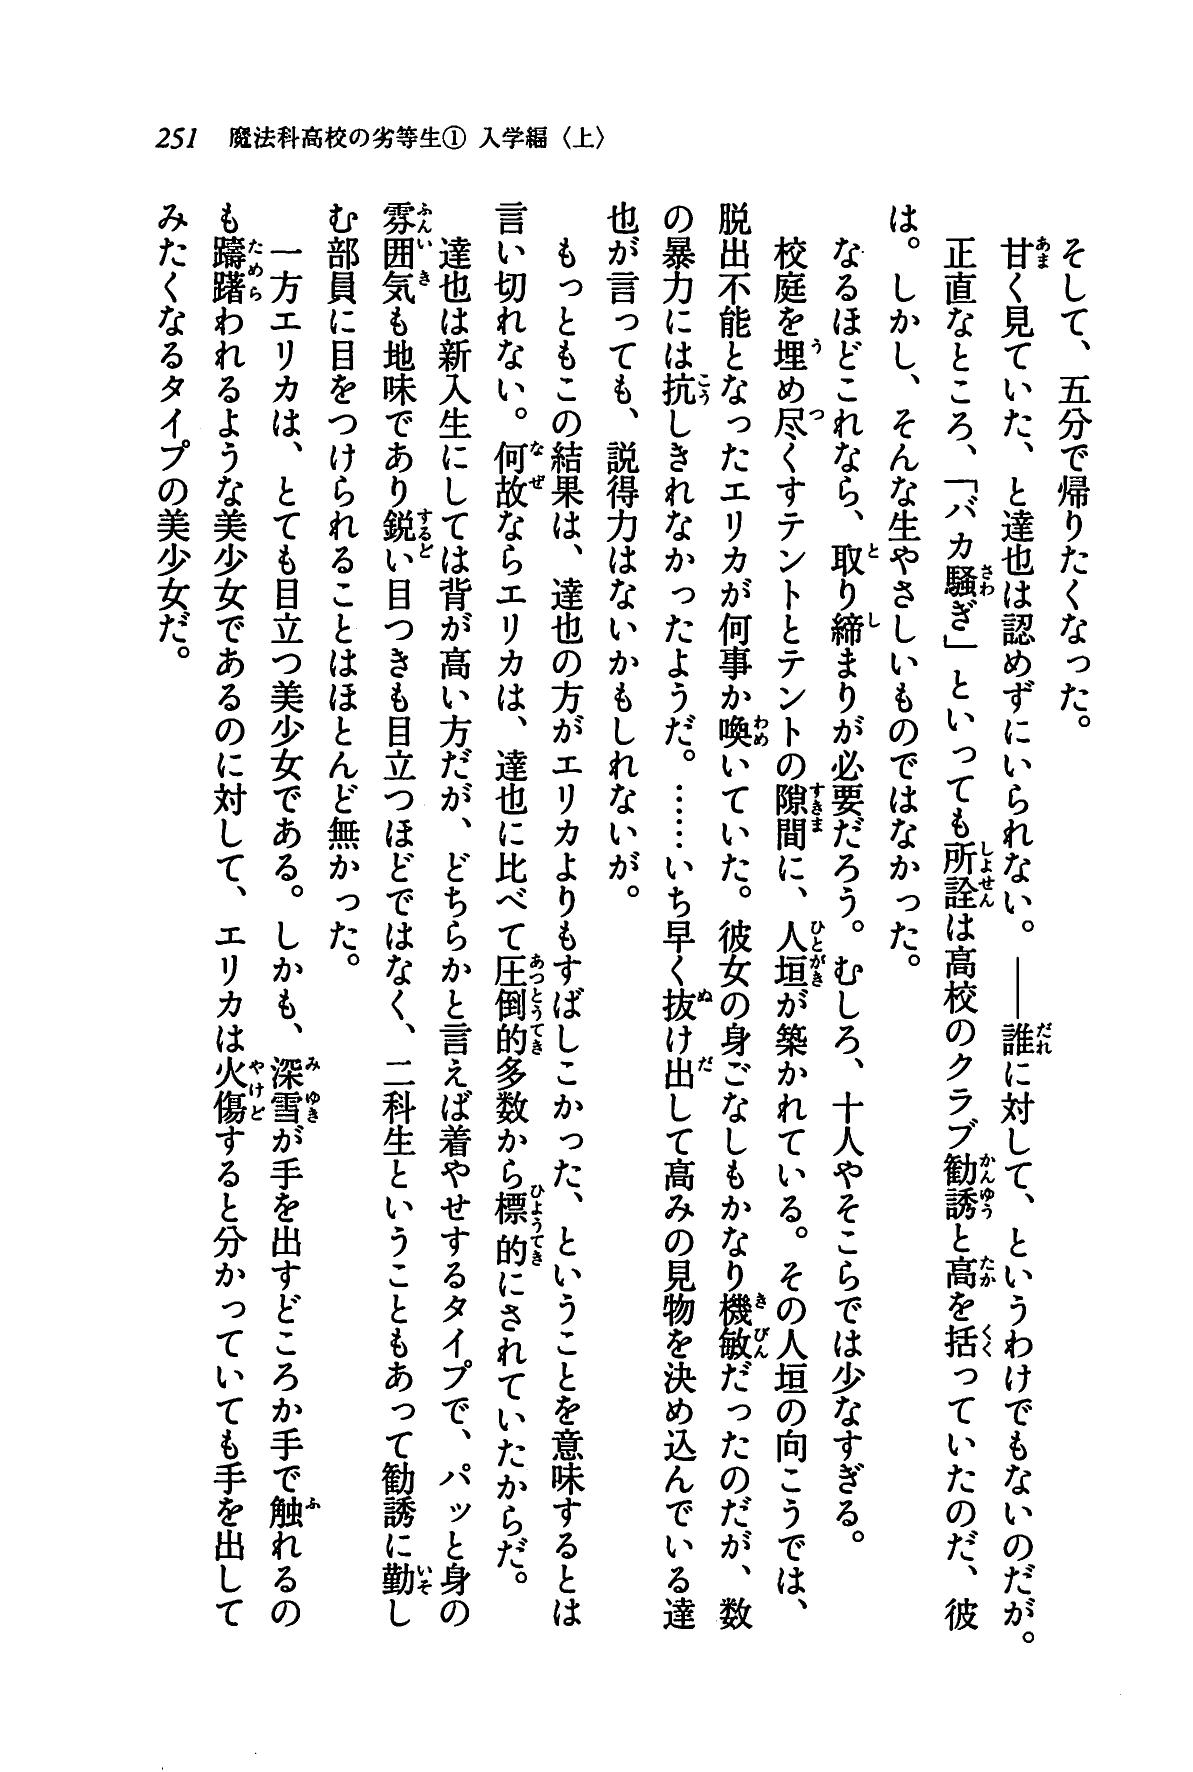 251　魔法科高校の劣等生① 入学編〈上〉
そして、五分で帰りたくなった。
甘く見ていた、と達也は認めずにいられない。――誰に対して、というわけでもないのだが。
正直なところ、「バカ騒ぎ」といっても所詮は高校のクラブ勧誘と高を括っていたのだ、彼
は。しかし、そんな生やさしいものではなかった。
なるほどこれなら、取り締まりが必要だろう。むしろ、十人やそこらでは少なすぎる。
校庭を埋め尽くすテントとテントの隙間に、人垣が築かれている。その人垣の向こうでは、
脱出不能となったエリカが何事か喚いていた。彼女の身ごなしもかなり機敏だったのだが、数
の暴力には抗しきれなかったようだ。……いち早く抜け出して高みの見物を決め込んでいる達
也が言っても、説得力はないかもしれないが。
もっともこの結果は、達也の方がエリカよりもすばしこかった、ということを意味するとは
言い切れない。何故ならエリカは、達也に比べて圧倒的多数から標的にされていたからだ。
達也は新入生にしては背が高い方だが、どちらかと言えば着やせするタイプで、パッと身の
雰囲気も地味であり鋭い目つきも目立つほどではなく、二科生ということもあって勧誘に勤し
む部員に目をつけられることはほとんど無かった。
一方エリカは、とても目立つ美少女である。しかも、深雪が手を出すどころか手で触れるの
も躊躇われるような美少女であるのに対して、エリカは火傷すると分かっていても手を出して
みたくなるタイプの美少女だ。